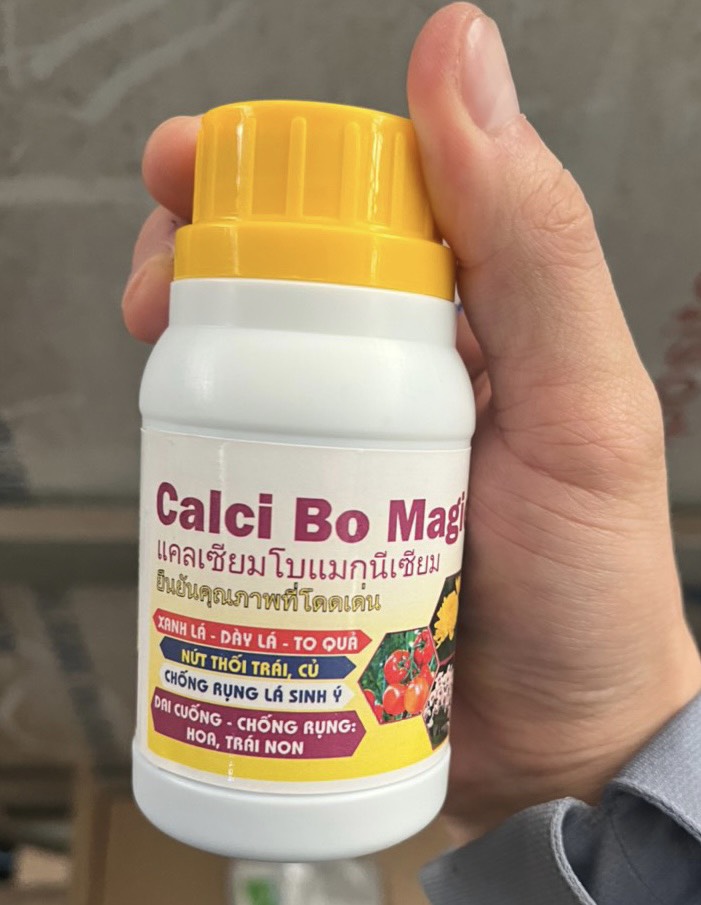 Calci Bo Magi
แคลเซียมโบแมกนีเซียม
ยืนยันคุณภาพที่โดดเด่น
XANH LÁ - DÀY LÁ - TO QUẢ
NỨT THỐI TRÁI, CỦ
CHỐNG RỤNG LÁ SINH Ý
DAI CUỐNG - CHỐNG RỤNG:
HOA, TRÁI NON